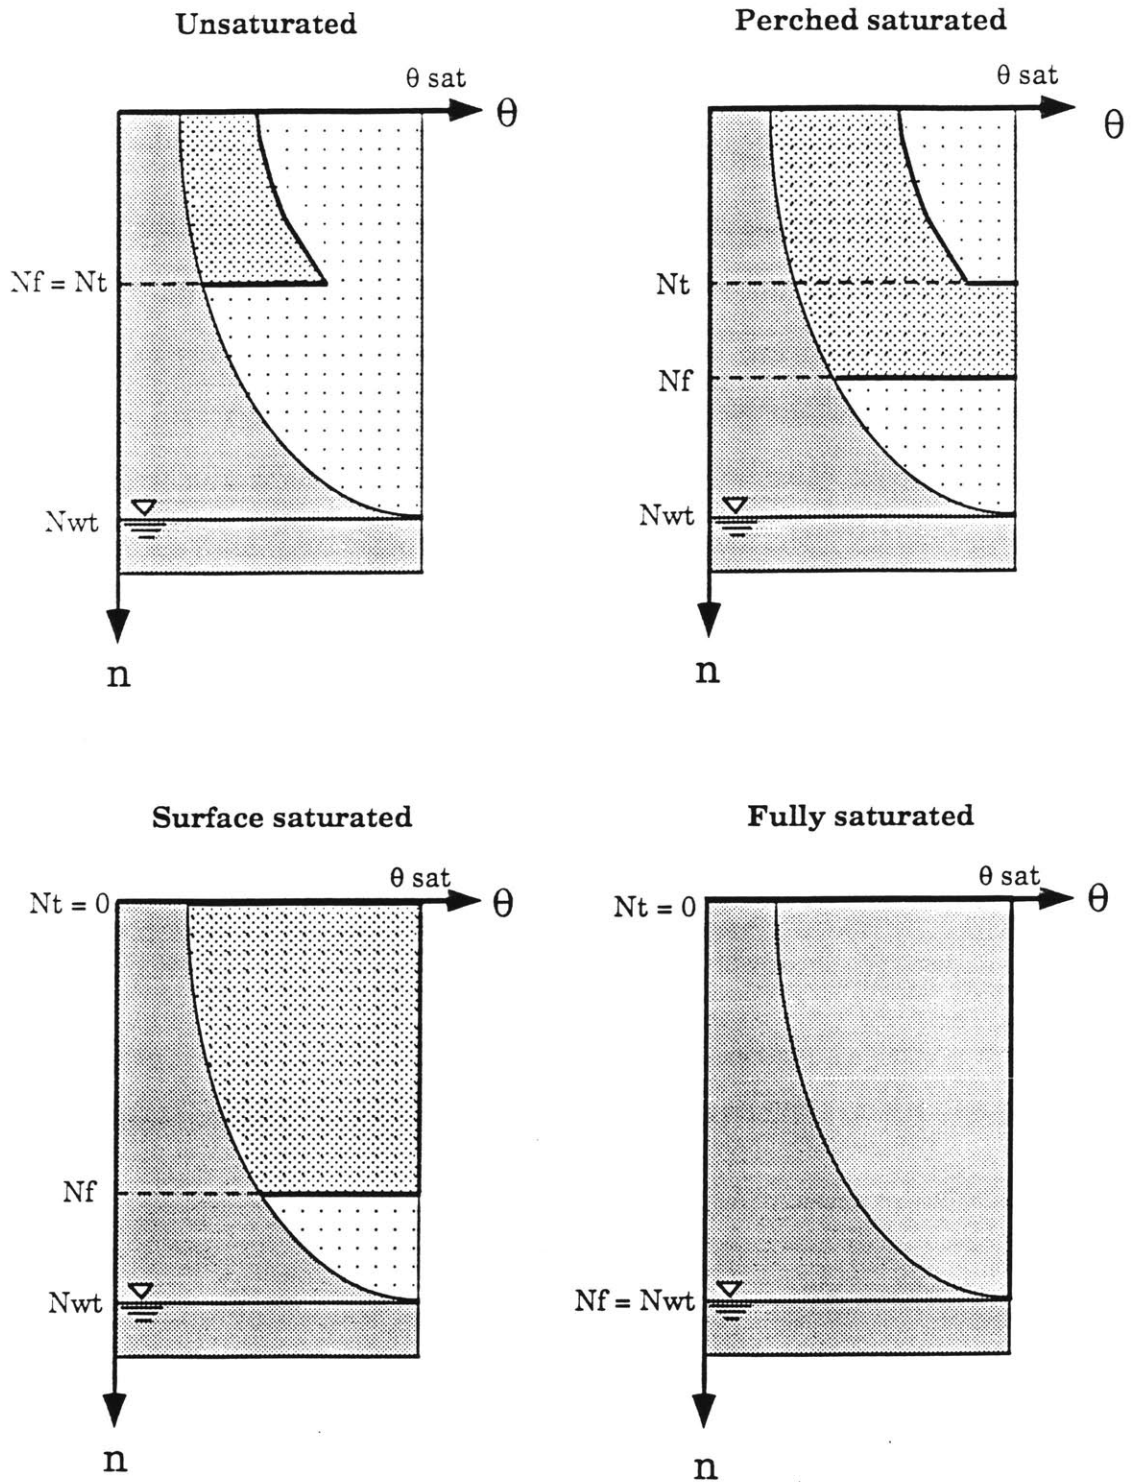 Unsaturated
θ sat
θ
Nf = Nt
Nwt
n
Perched saturated
θ sat
θ
Nt
Nf
Nwt
n
Surface saturated
θ sat
Nt = 0
θ
Nf
Nwt
n
Fully saturated
θ sat
Nt = 0
θ
Nf = Nwt
n